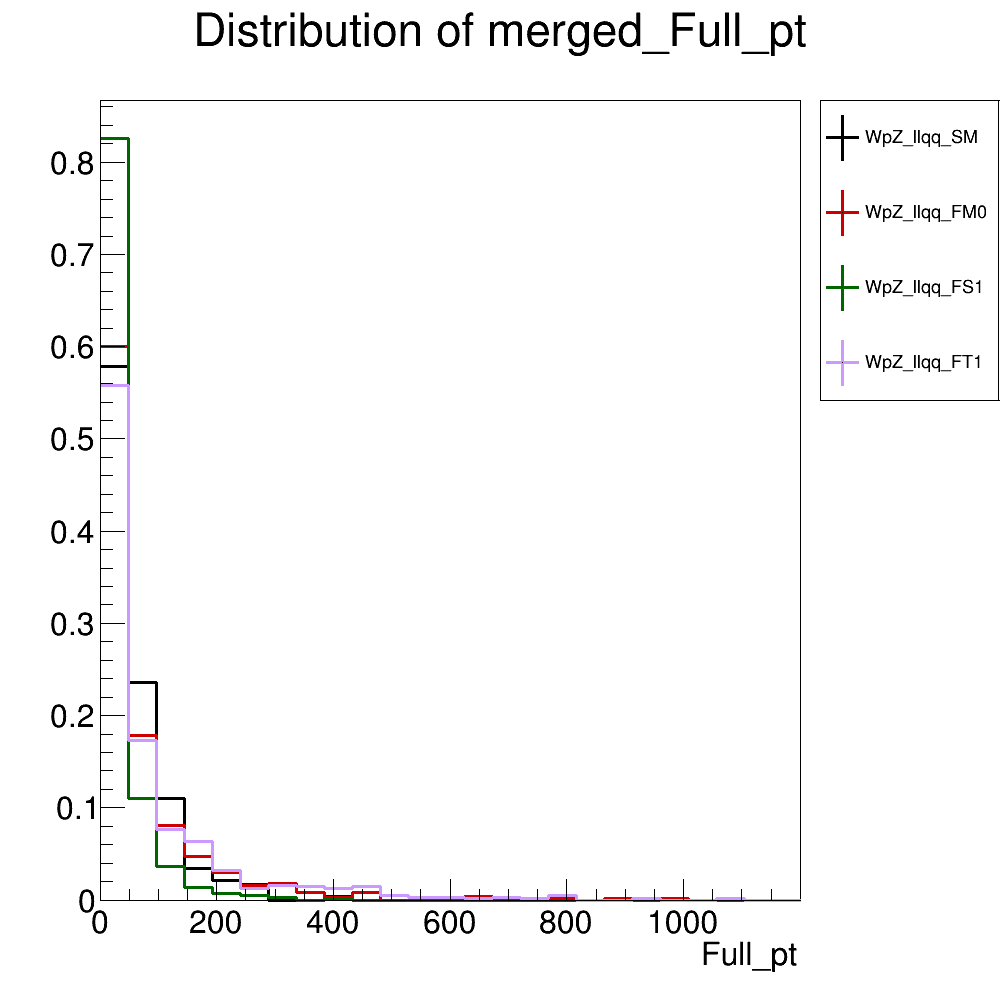 Distribution of merged_Full_pt
WpZ_llqq_SM
WpZ_llqq_FM0
WpZ_llqq_FS1
WpZ_llqq_FT1
0.8
0.7
0.6
0.5
0.4
0.3
0.2
0.1
0
0 200 400 600 800 1000
Full_pt